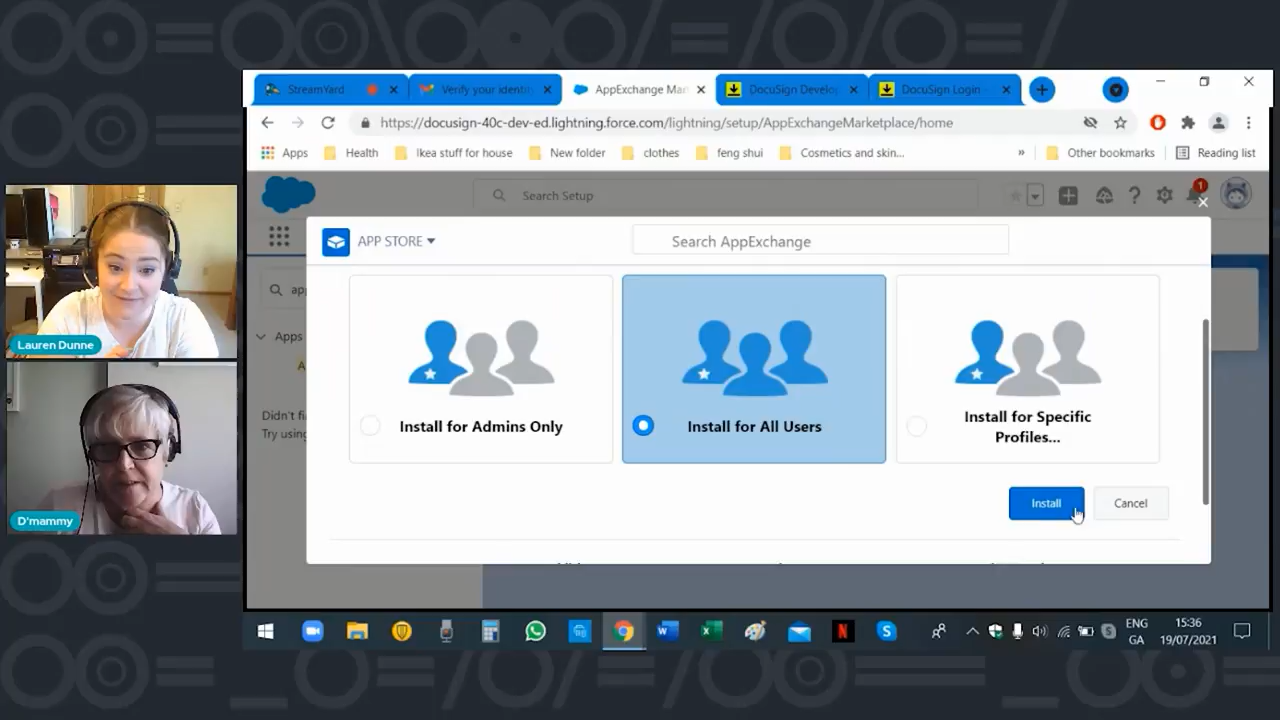 StreamYard
Verify your identi
AppExchange Mar
DocuSign Develo
DocuSign Login
https://docusign-40c-dev-ed.lightning.force.com/lightning/setup/AppExchangeMarketplace/home
Apps
Health
Ikea stuff for house
New folder
clothes
feng shui
Cosmetics and skin...
»
Other bookmarks
Reading list
Search Setup
1
APP STORE
Search AppExchange
ap
Apps
A
Didn't fi
Try using
Install for Admins Only
Install for All Users
Install for Specific
Profiles...
Install
Cancel
Lauren Dunne
D'mammy
ENG
GA
15:36
19/07/2021